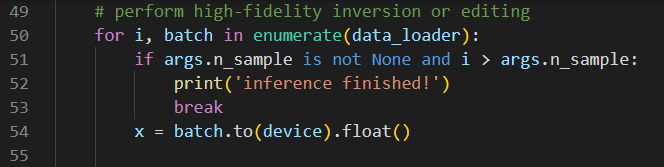 49 # perform high-fidelity inversion or editing
50 for i, batch in enumerate(data_loader):
51 if args.n_sample is not None and i > args.n_sample:
52 print('inference finished!')
53 break
54 x = batch.to(device).float()
55